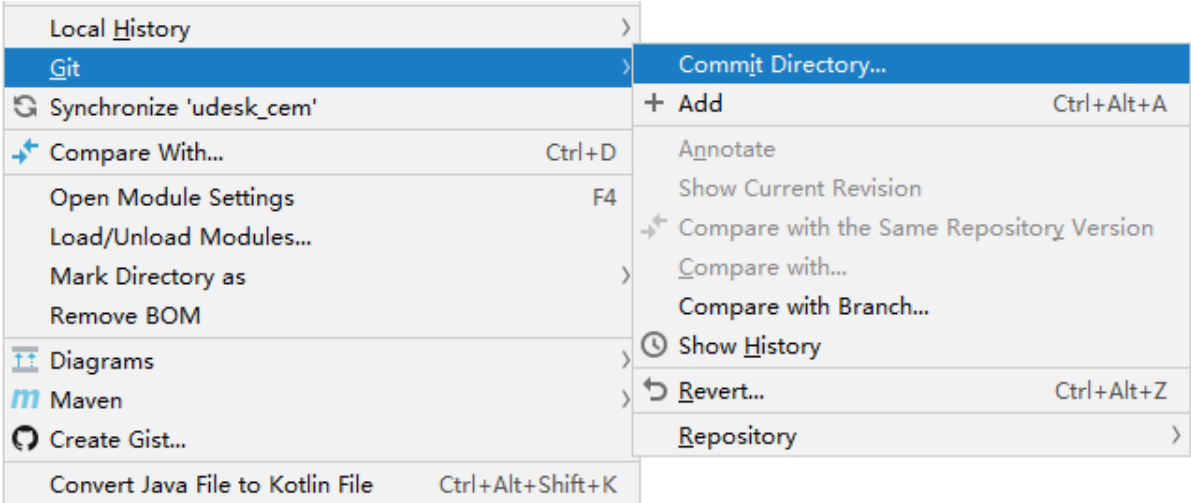 Local History
Git
Synchronize 'udesk_cem'
Compare With... Ctrl+D
Open Module Settings F4
Load/Unload Modules...
Mark Directory as
Remove BOM
Diagrams
Maven
Create Gist...
Convert Java File to Kotlin File Ctrl+Alt+Shift+K
Commit Directory...
Add Ctrl+Alt+A
Annotate
Show Current Revision
Compare with the Same Repository Version
Compare with...
Compare with Branch...
Show History
Revert... Ctrl+Alt+Z
Repository